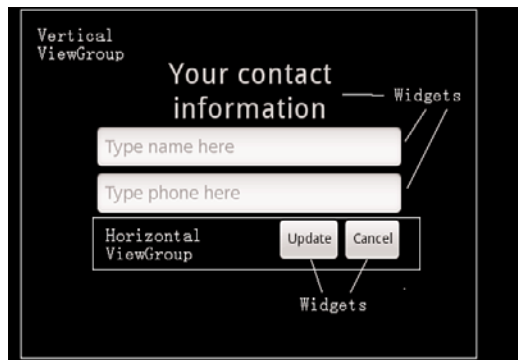 Vertical
ViewGroup
Your contact
information
Widgets
Type name here
Type phone here
Horizontal
ViewGroup
Update
Cancel
Widgets